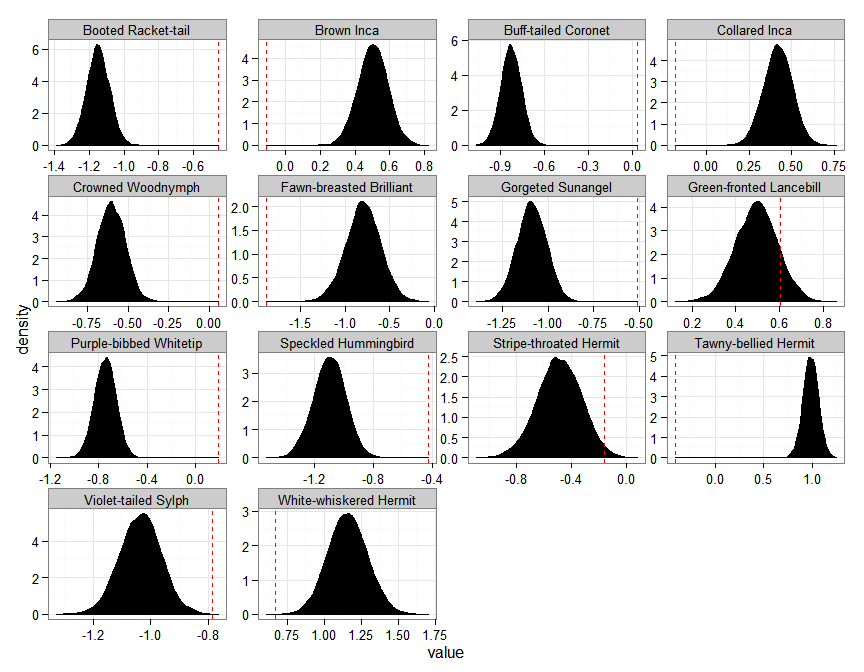 Booted Racket-tail
Brown Inca
Buff-tailed Coronet
Collared Inca
6
4
2
0
-1.4 -1.2 -1.0 -0.8 -0.6
4
3
2
1
0
0.0 0.2 0.4 0.6 0.8
6
4
2
0
-0.9 -0.6 -0.3 0.0
4
3
2
1
0
0.00 0.25 0.50 0.75
Crowned Woodnymph
Fawn-breasted Brilliant
Gorgeted Sunangel
Green-fronted Lancebill
4
3
2
1
0
-0.75 -0.50 -0.25 0.00
2.0
1.5
1.0
0.5
0.0
-1.5 -1.0 -0.5 0.0
5
4
3
2
1
0
-1.25 -1.00 -0.75 -0.50
4
3
2
1
0
0.2 0.4 0.6 0.8
density
Purple-bibbed Whitetip
Speckled Hummingbird
Stripe-throated Hermit
Tawny-bellied Hermit
4
3
2
1
0
-1.2 -0.8 -0.4 0.0
3
2
1
0
-1.2 -0.8 -0.4
2.5
2.0
1.5
1.0
0.5
0.0
-0.8 -0.4 0.0
5
4
3
2
1
0
0.0 0.5 1.0
Violet-tailed Sylph
White-whiskered Hermit
4
2
0
-1.2 -1.0 -0.8
3
2
1
0
0.75 1.00 1.25 1.50 1.75
value